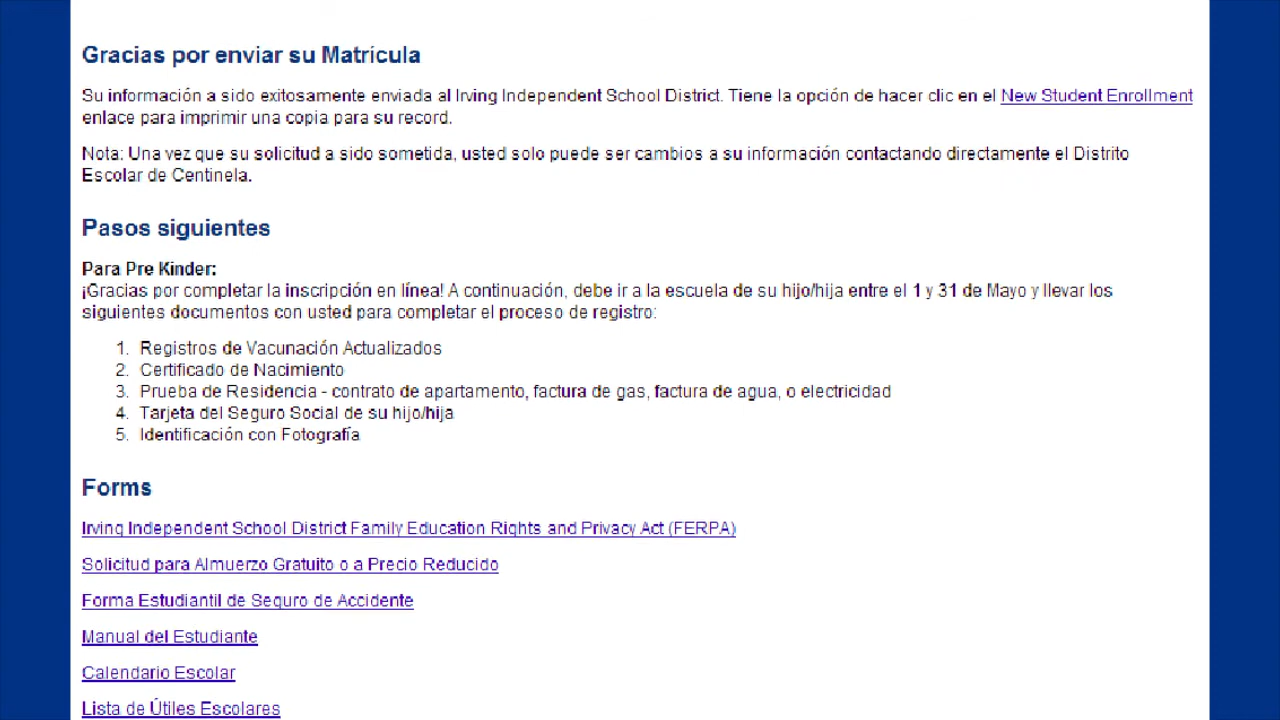 Gracias por enviar su Matrícula
Su información a sido exitosamente enviada al Irving Independent School District. Tiene la opción de hacer clic en el New Student Enrollment
enlace para imprimir una copia para su record.
Nota: Una vez que su solicitud a sido sometida, usted solo puede ser cambios a su información contactando directamente el Distrito
Escolar de Centinela.
Pasos siguientes
Para Pre Kinder:
¡Gracias por completar la inscripción en línea! A continuación, debe ir a la escuela de su hijo/hija entre el 1 y 31 de Mayo y llevar los
siguientes documentos con usted para completar el proceso de registro:
1. Registros de Vacunación Actualizados
2. Certificado de Nacimiento
3. Prueba de Residencia - contrato de apartamento, factura de gas, factura de agua, o electricidad
4. Tarjeta del Seguro Social de su hijo/hija
5. Identificación con Fotografía
Forms
Irving Independent School District Family Education Rights and Privacy Act (FERPA)
Solicitud para Almuerzo Gratuito o a Precio Reducido
Forma Estudiantil de Seguro de Accidente
Manual del Estudiante
Calendario Escolar
Lista de Útiles Escolares